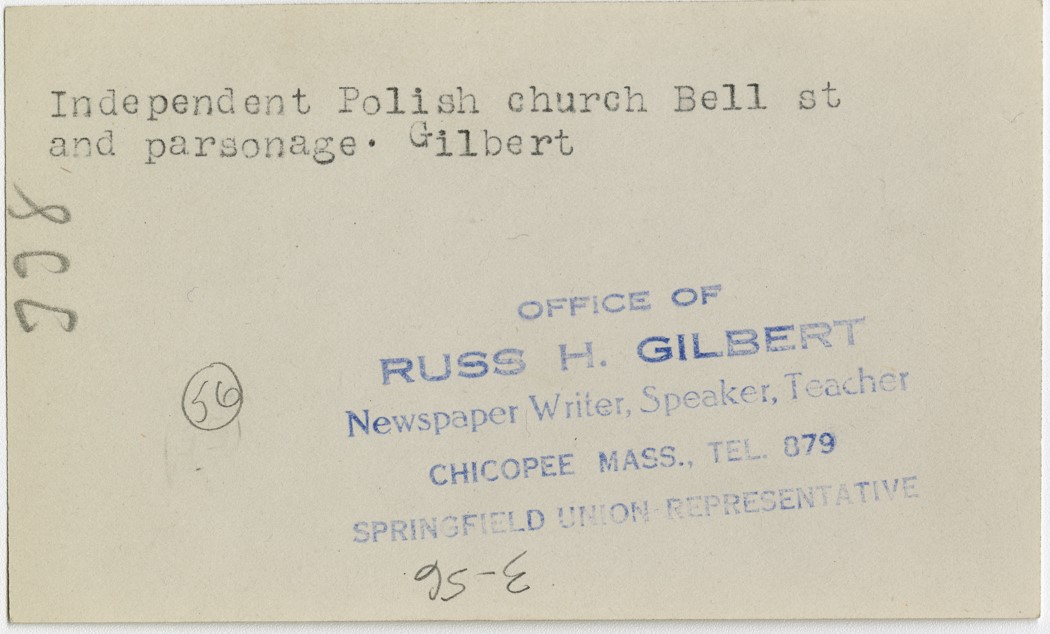 Independent Polish church Bell st
and parsonage. Gilbert
56
OFFICE OF
RUSS H. GILBERT
Newspaper Writer, Speaker, Teacher
CHICOPEE MASS., TEL. 879
SPRINGFIELD UNION REPRESENTATIVE
3-56